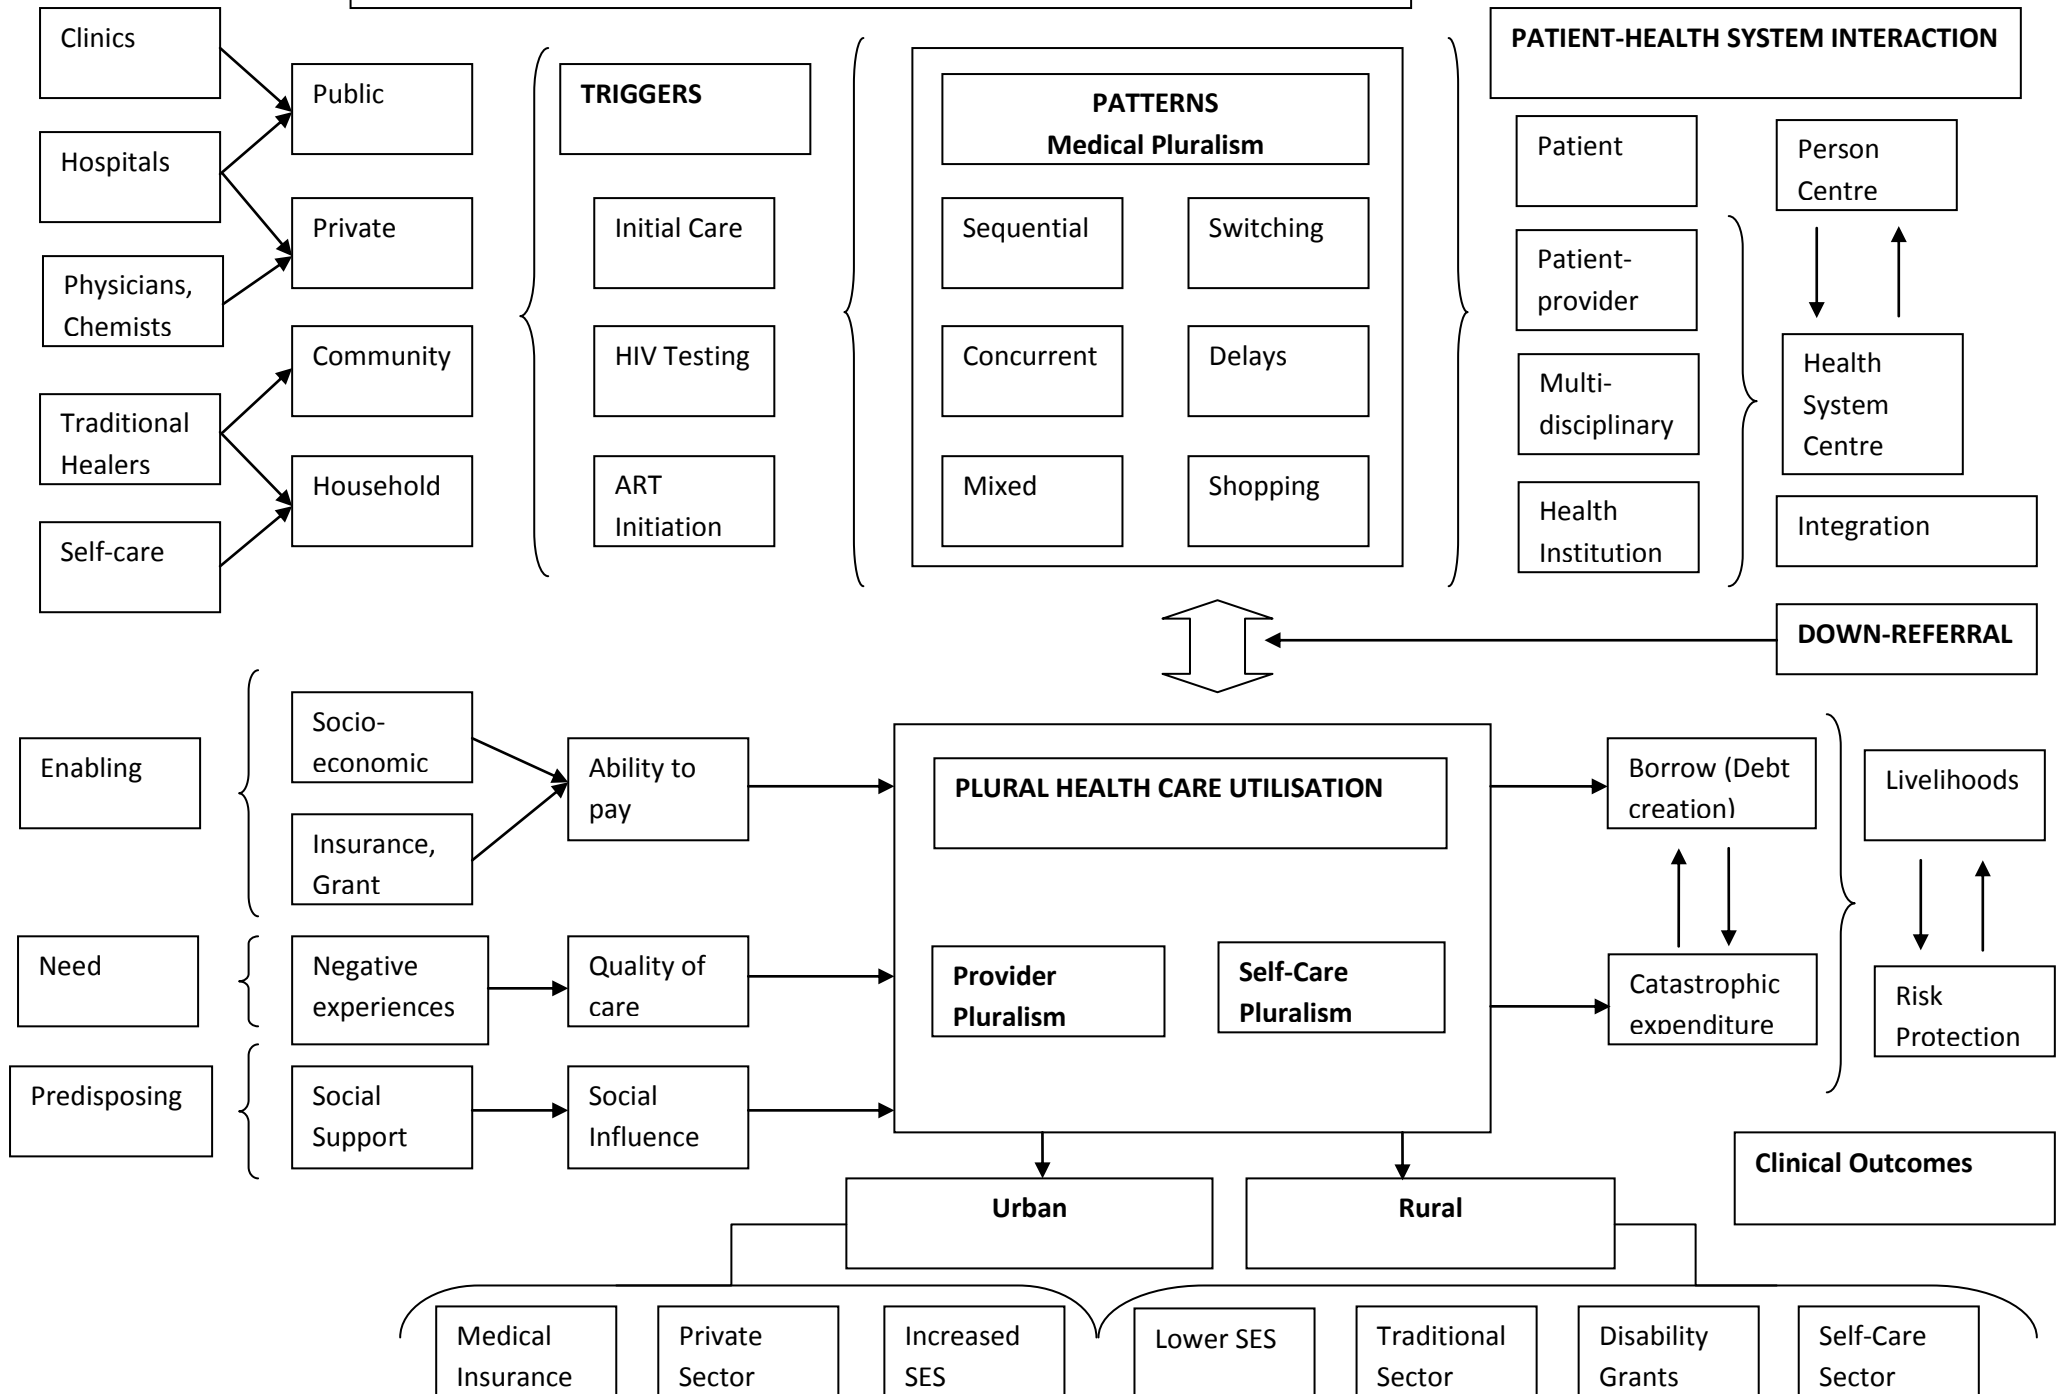 PATIENT-HEALTH SYSTEM INTERACTION
Clinics
Hospitals
Physicians,
Chemists
Traditional
Healers
Self-care
Public
Private
Community
Household
TRIGGERS
Initial Care
HIV Testing
ART
Initiation
PATTERNS
Medical Pluralism
Sequential
Switching
Concurrent
Delays
Mixed
Shopping
Patient
Patient-
provider
Multi-
disciplinary
Health
Institution
Person
Centre
Health
System
Centre
Integration
DOWN-REFERRAL
Enabling
Need
Predisposing
Socio-
economic
Insurance,
Grant
Negative
experiences
Social
Support
Ability to
pay
Quality of
care
Social
Influence
PLURAL HEALTH CARE UTILISATION
Provider
Pluralism
Self-Care
Pluralism
Borrow (Debt
creation)
Catastrophic
expenditure
Livelihoods
Risk
Protection
Clinical Outcomes
Urban
Rural
Medical
Insurance
Private
Sector
Increased
SES
Lower SES
Traditional
Sector
Disability
Grants
Self-Care
Sector